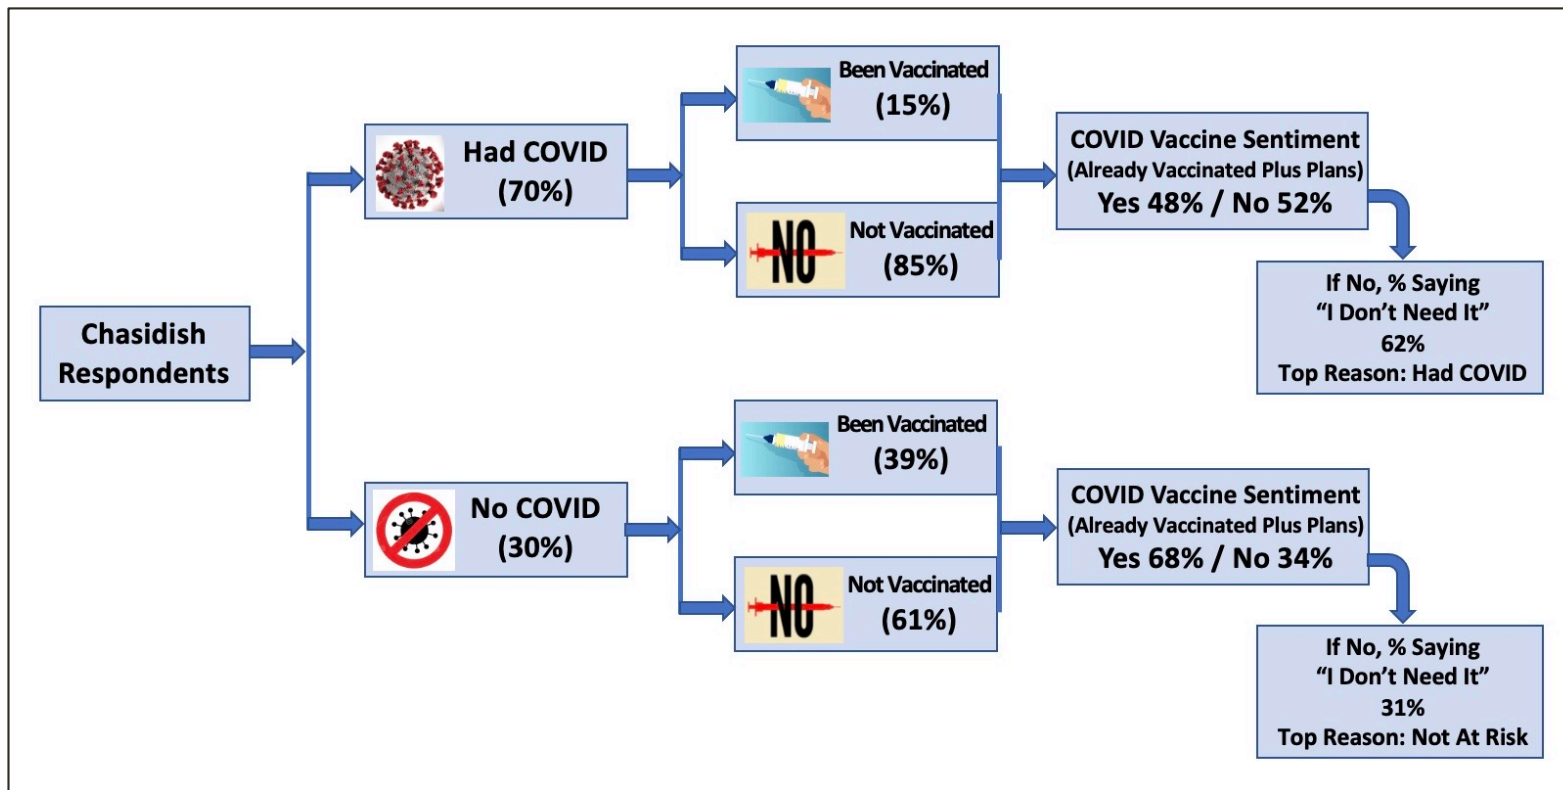 Chasidish
Respondents
Had COVID
(70%)
Been Vaccinated
(15%)
NO
Not Vaccinated
(85%)
COVID Vaccine Sentiment
(Already Vaccinated Plus Plans)
Yes 48% / No 52%
If No, % Saying
“I Don’t Need It”
62%
Top Reason: Had COVID
No COVID
(30%)
Been Vaccinated
(39%)
NO
Not Vaccinated
(61%)
COVID Vaccine Sentiment
(Already Vaccinated Plus Plans)
Yes 68% / No 34%
If No, % Saying
“I Don’t Need It”
31%
Top Reason: Not At Risk